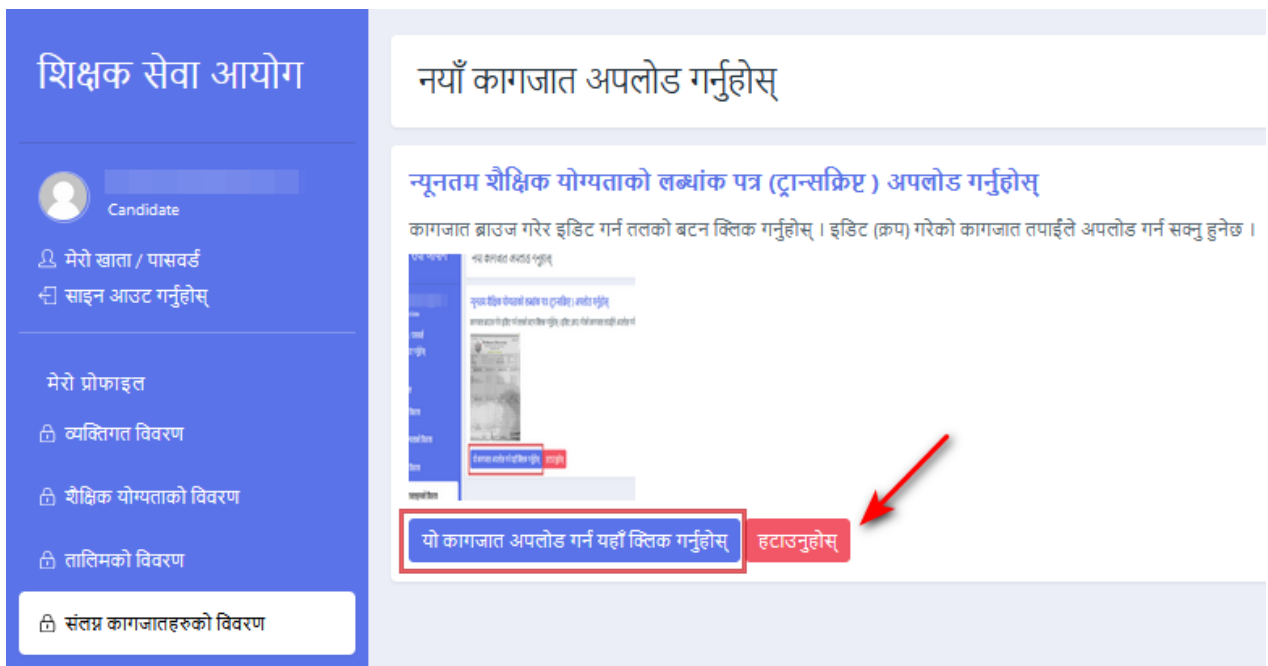 शिक्षक सेवा आयोग
Candidate
मेरो खाता / पासवर्ड
साइन आउट गर्नुहोस्
मेरो प्रोफाइल
व्यक्तिगत विवरण
शैक्षिक योग्यताको विवरण
तालिमको विवरण
संलग्न कागजातहरुको विवरण
नयाँ कागजात अपलोड गर्नुहोस्
न्यूनतम शैक्षिक योग्यताको लब्धांक पत्र (ट्रान्सक्रिप्ट ) अपलोड गर्नुहोस्
कागजात ब्राउज गरेर इडिट गर्न तलको बटन क्लिक गर्नुहोस् । इडिट (क्रप) गरेको कागजात तपाईंले अपलोड गर्न सक्नु हुनेछ ।
यो कागजात अपलोड गर्न यहाँ क्लिक गर्नुहोस्
हटाउनुहोस्